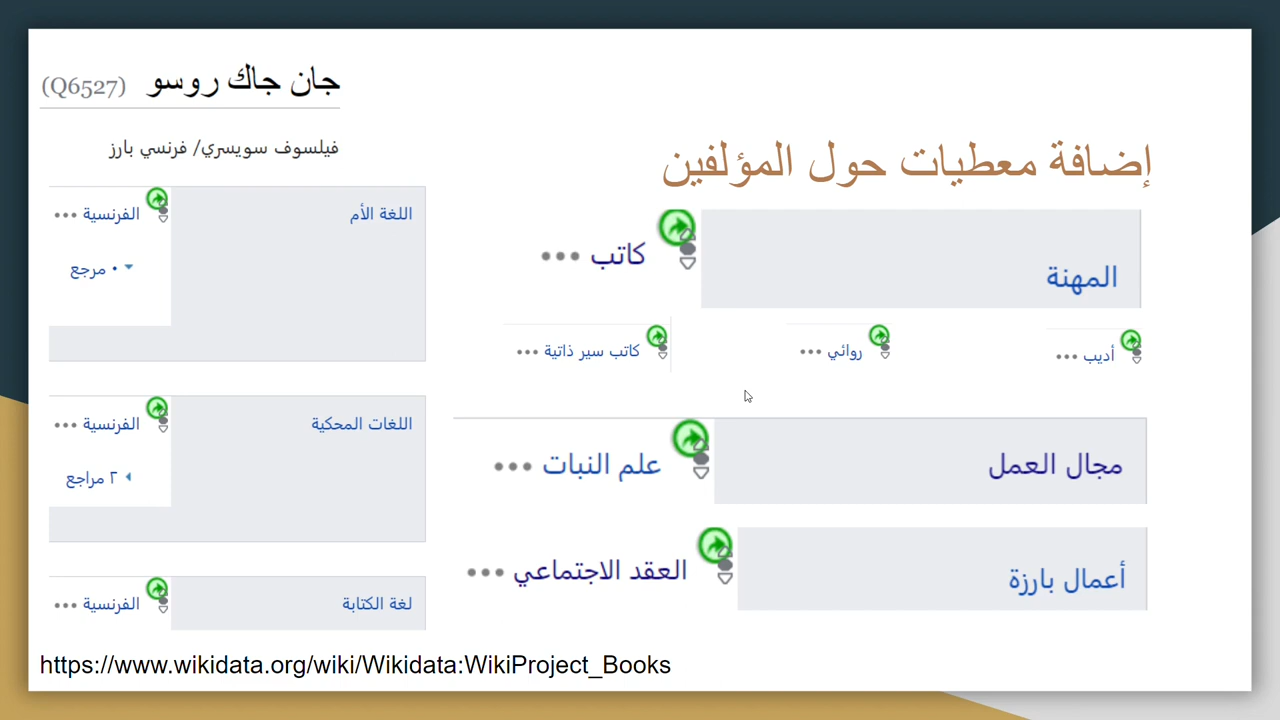 جان جاك روسو (Q6527)
فيلسوف سويسري/ فرنسي بارز
إضافة معطيات حول المؤلفين
المهنة
كاتب
أديب
روائي
كاتب سير ذاتية
مجال العمل
علم النبات
أعمال بارزة
العقد الاجتماعي
اللغة الأم
الفرنسية
٠ مرجع
اللغات المحكية
الفرنسية
٢ مراجع
لغة الكتابة
الفرنسية
https://www.wikidata.org/wiki/Wikidata:WikiProject_Books